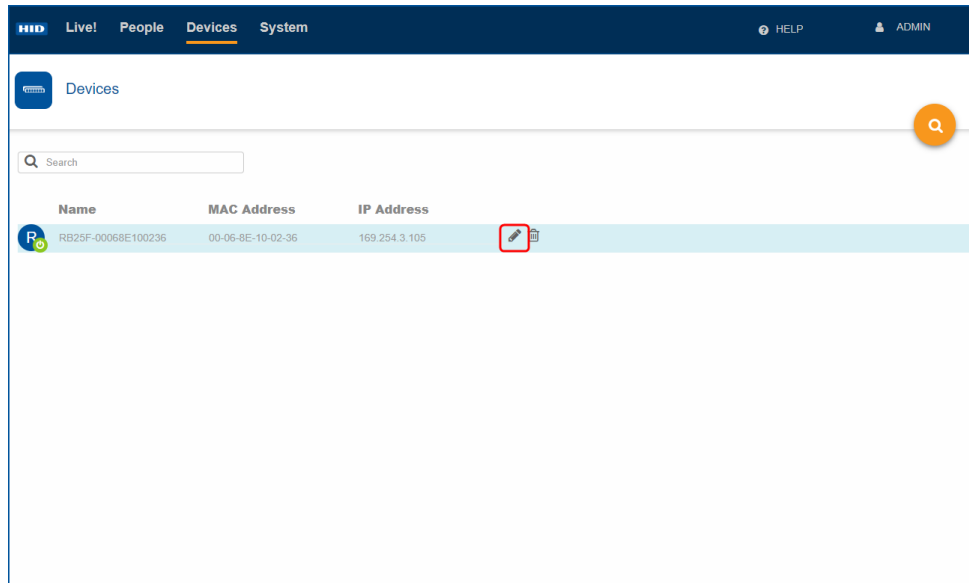 HID Live! People Devices System HELP ADMIN
Devices
Search
Name MAC Address IP Address
R RB25F-00068E100236 00-06-8E-10-02-36 169.254.3.105